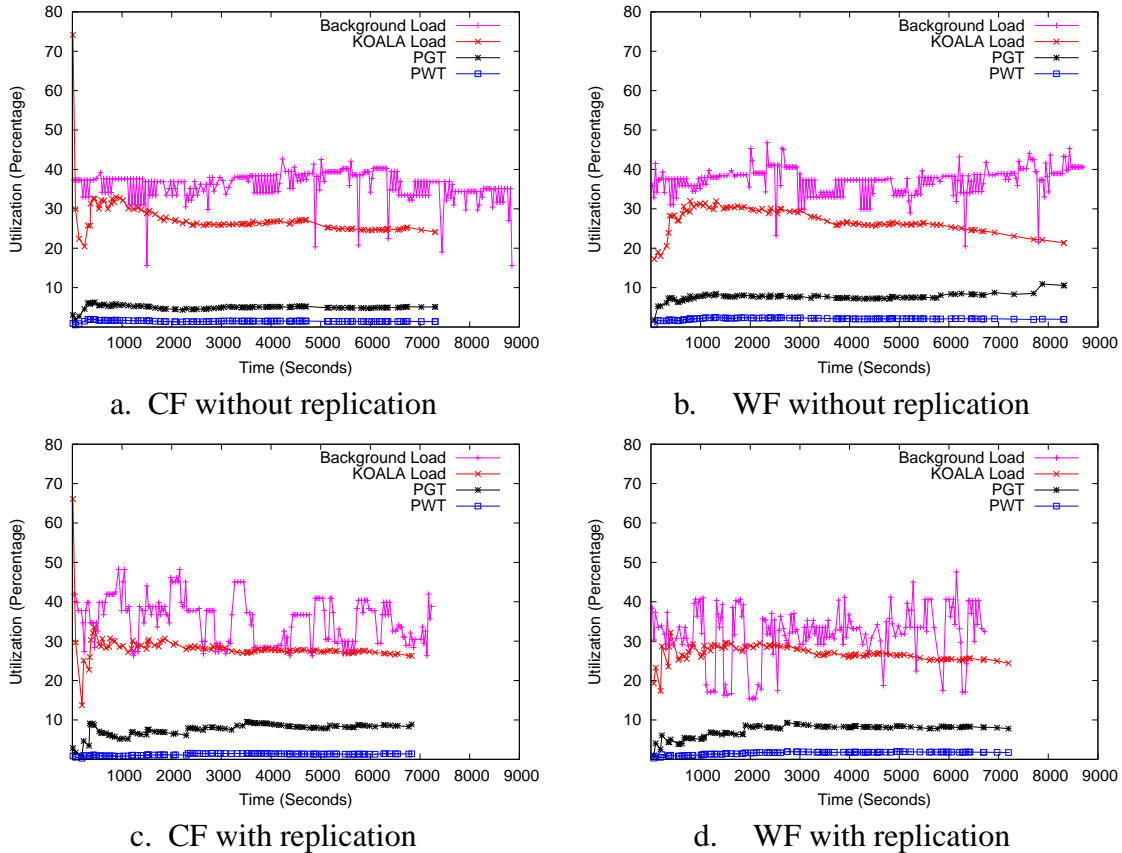 80
70
60
50
40
30
20
10
Utilization (Percentage)
Background Load
KOALA Load
PGT
PWT
1000 2000 3000 4000 5000 6000 7000 8000 9000
Time (Seconds)
a. CF without replication
80
70
60
50
40
30
20
10
Utilization (Percentage)
Background Load
KOALA Load
PGT
PWT
1000 2000 3000 4000 5000 6000 7000 8000 9000
Time (Seconds)
b. WF without replication
80
70
60
50
40
30
20
10
Utilization (Percentage)
Background Load
KOALA Load
PGT
PWT
1000 2000 3000 4000 5000 6000 7000 8000 9000
Time (Seconds)
c. CF with replication
80
70
60
50
40
30
20
10
Utilization (Percentage)
Background Load
KOALA Load
PGT
PWT
1000 2000 3000 4000 5000 6000 7000 8000 9000
Time (Seconds)
d. WF with replication